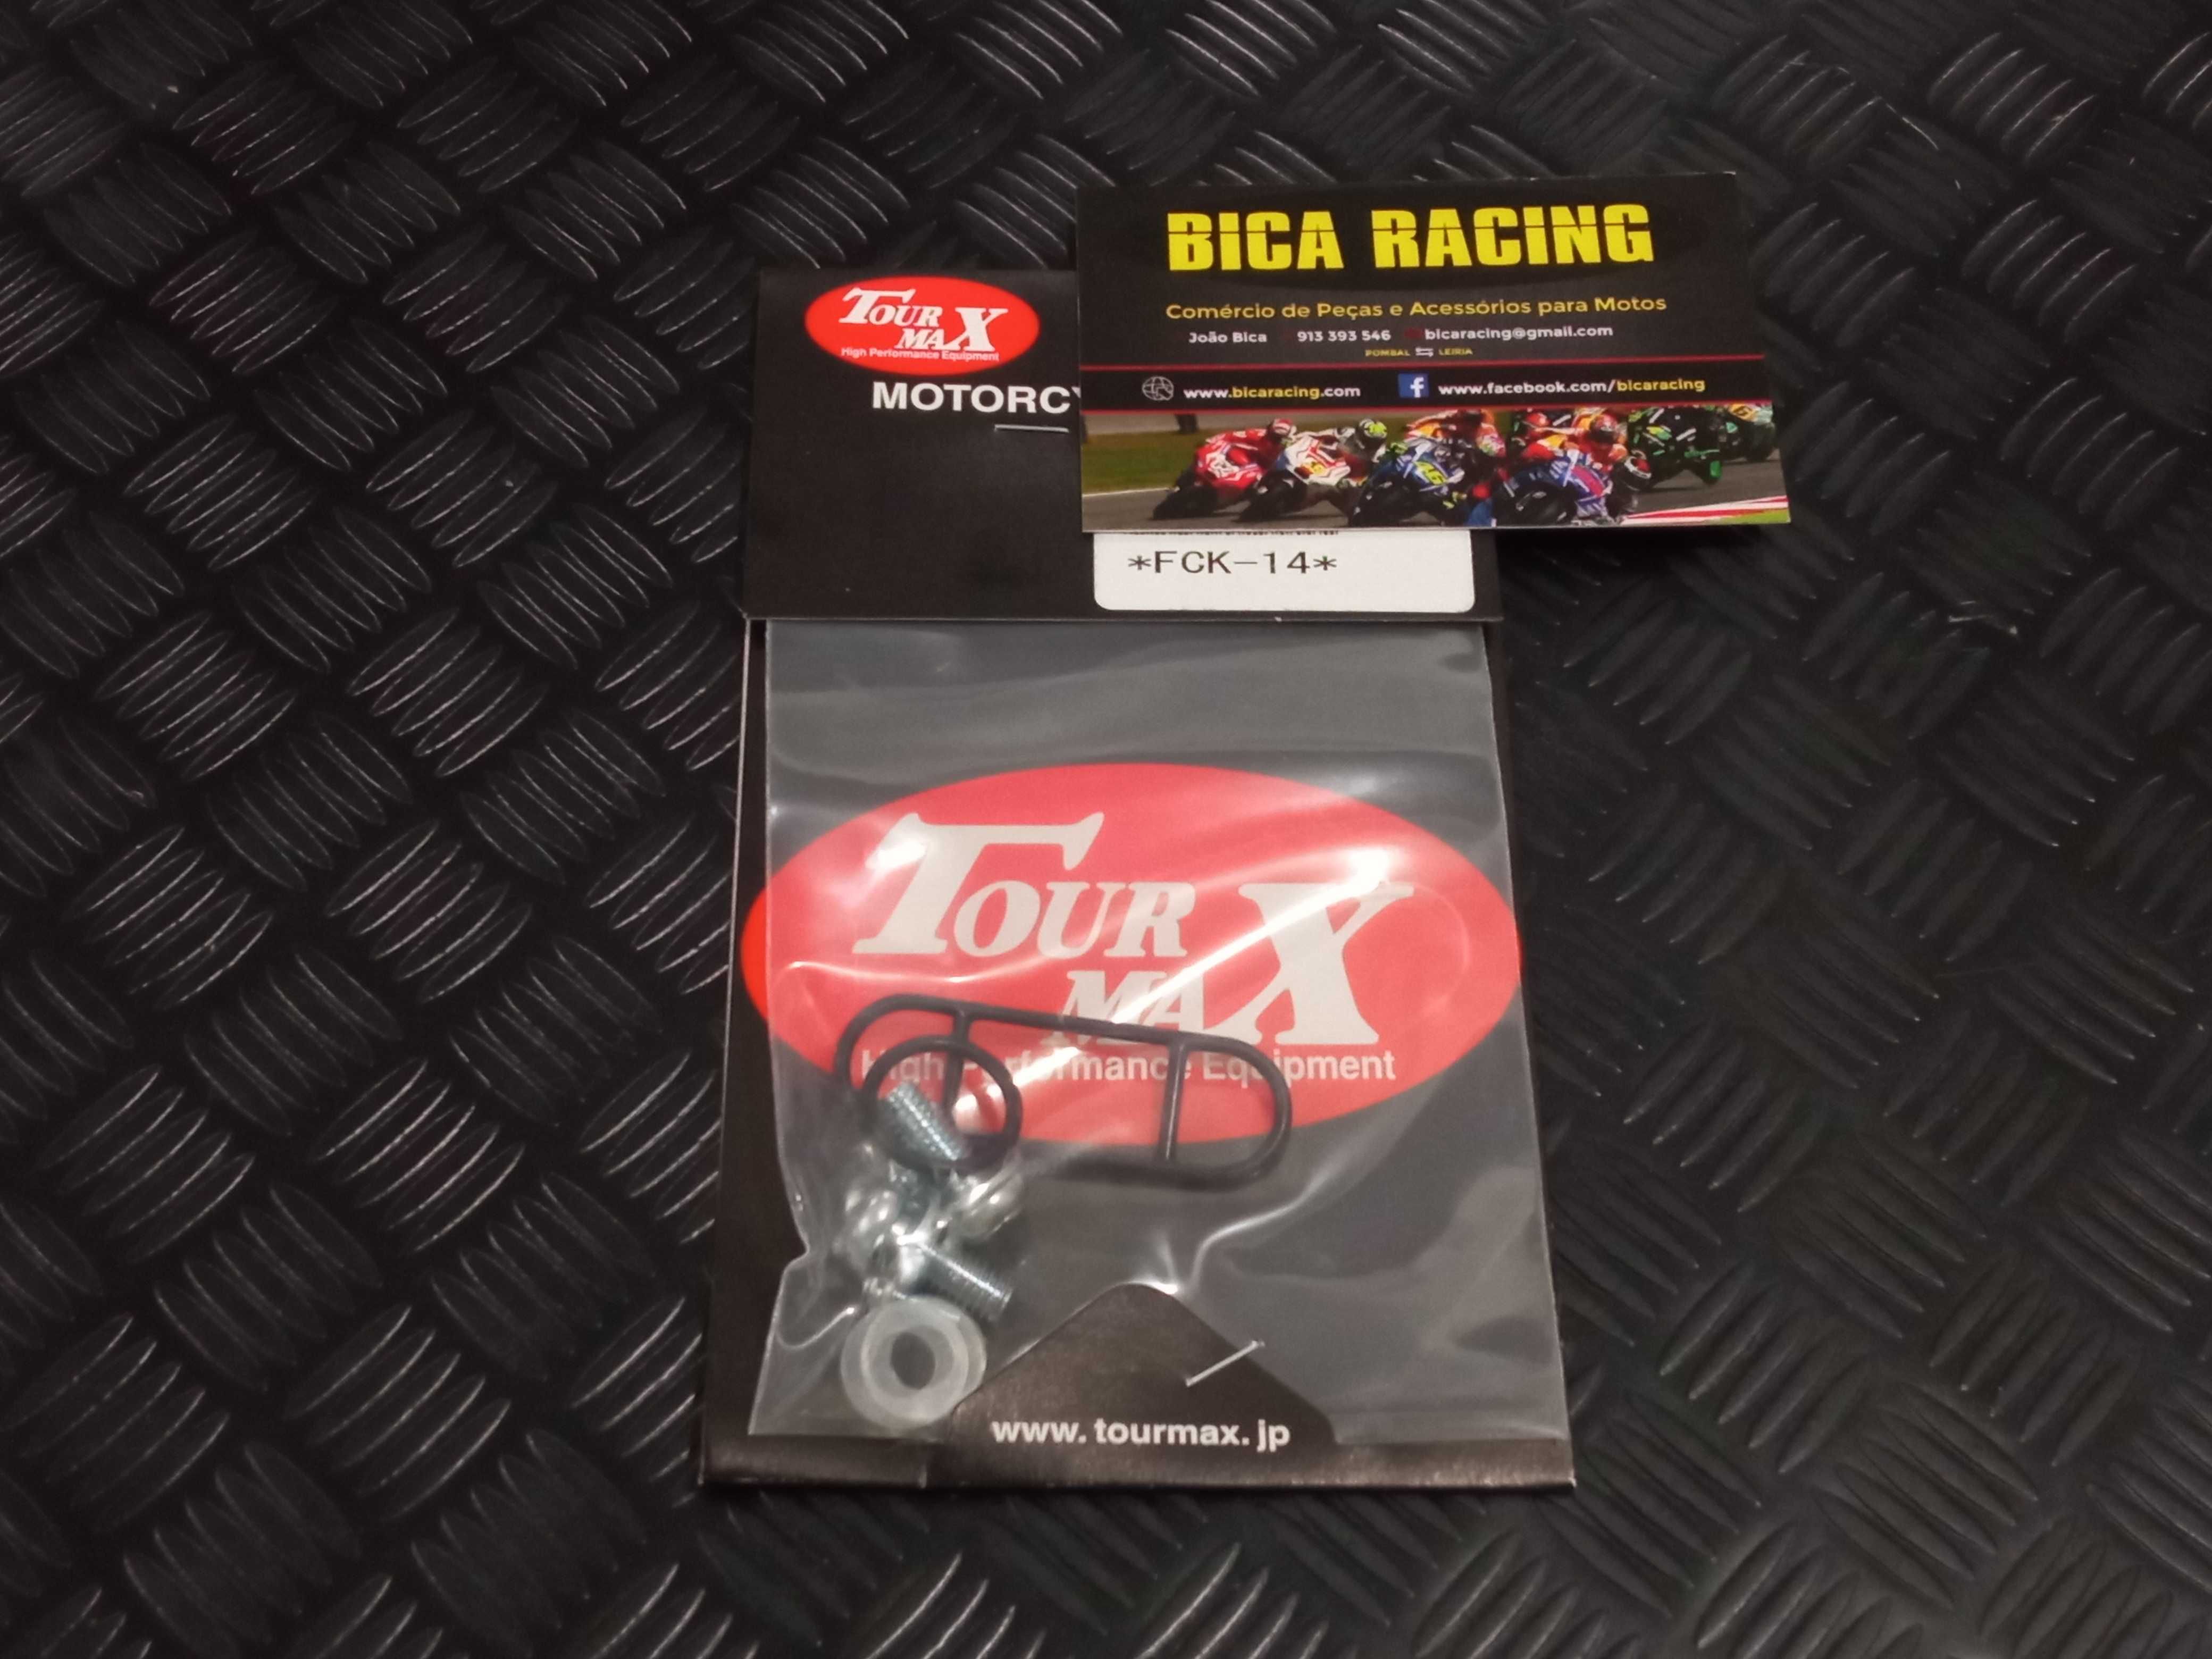 BICA RACING
Comércio de Peças e Acessórios para Motos
João Bica 913 393 546 bicaracing@gmail.com
POMBAL LEIRIA
www.bicaracing.com www.facebook.com/bicaracing
46
TOUR MAX
High Performance Equipment
MOTORCY
*FCK-14*
TOUR
MAX
High Performance Equipment
www.tourmax.jp